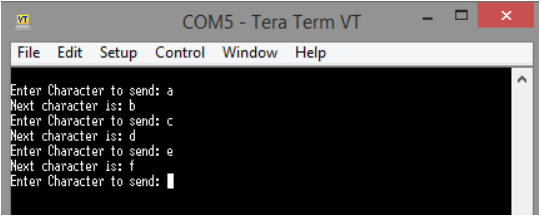 VT COM5 - Tera Term VT
File Edit Setup Control Window Help
Enter Character to send: a
Next character is: b
Enter Character to send: c
Next character is: d
Enter Character to send: e
Next character is: f
Enter Character to send: